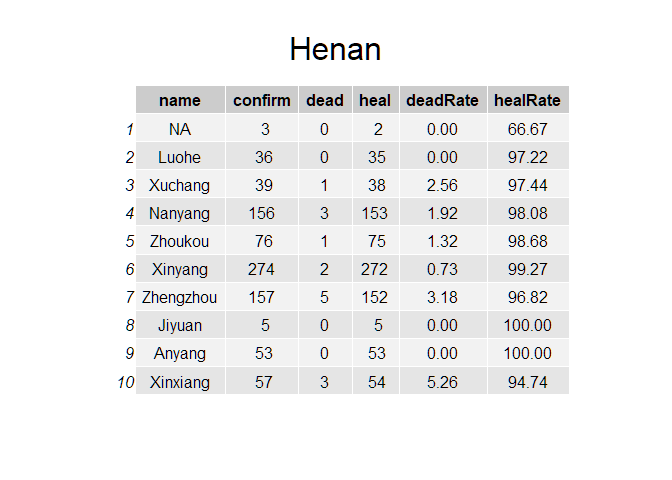 Henan
name confirm dead heal deadRate healRate
1 NA 3 0 2 0.00 66.67
2 Luohe 36 0 35 0.00 97.22
3 Xuchang 39 1 38 2.56 97.44
4 Nanyang 156 3 153 1.92 98.08
5 Zhoukou 76 1 75 1.32 98.68
6 Xinyang 274 2 272 0.73 99.27
7 Zhengzhou 157 5 152 3.18 96.82
8 Jiyuan 5 0 5 0.00 100.00
9 Anyang 53 0 53 0.00 100.00
10 Xinxiang 57 3 54 5.26 94.74